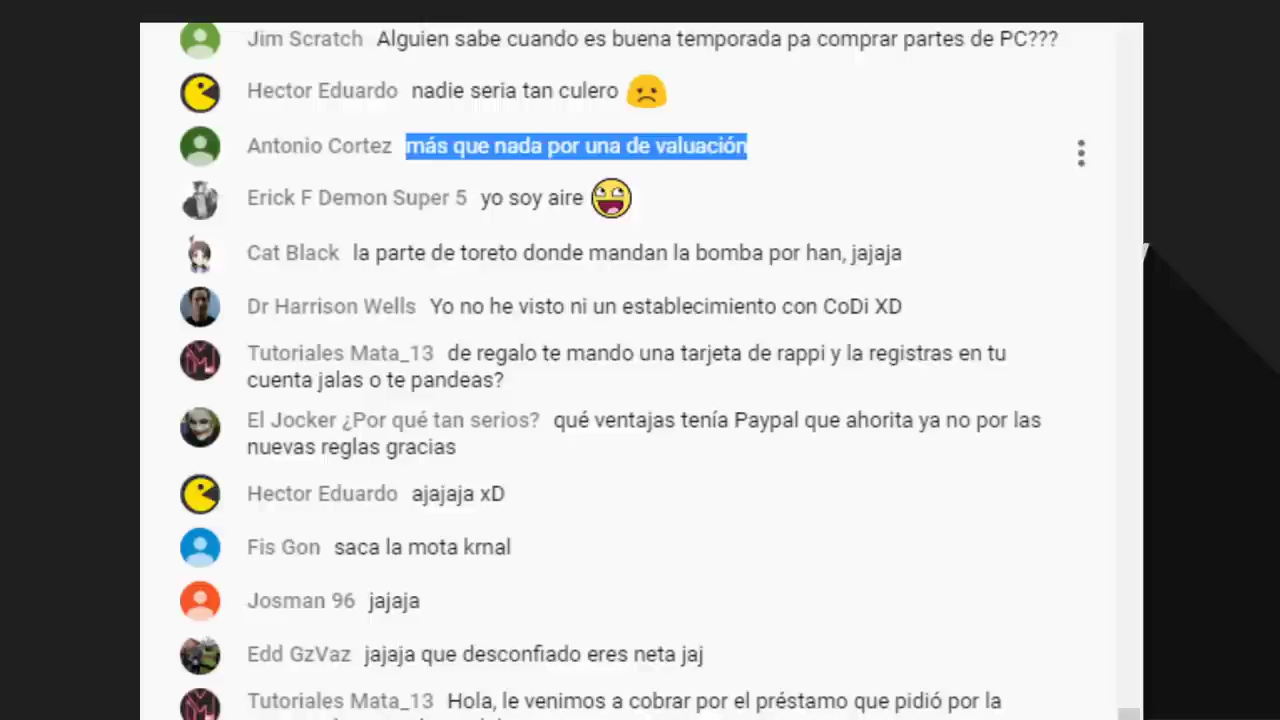 Jim Scratch Alguien sabe cuando es buena temporada pa comprar partes de PC???
Hector Eduardo nadie seria tan culero
Antonio Cortez más que nada por una de valuación
Erick F Demon Super 5 yo soy aire
Cat Black la parte de toreto donde mandan la bomba por han, jajaja
Dr Harrison Wells Yo no he visto ni un establecimiento con CoDi XD
Tutoriales Mata_13 de regalo te mando una tarjeta de rappi y la registras en tu
cuenta jalas o te pandeas?
El Jocker ¿Por qué tan serios? qué ventajas tenía Paypal que ahorita ya no por las
nuevas reglas gracias
Hector Eduardo ajajaja xD
Fis Gon saca la mota krnal
Josman 96 jajaja
Edd GzVaz jajaja que desconfiado eres neta jaj
Tutoriales Mata_13 Hola, le venimos a cobrar por el préstamo que pidió por la